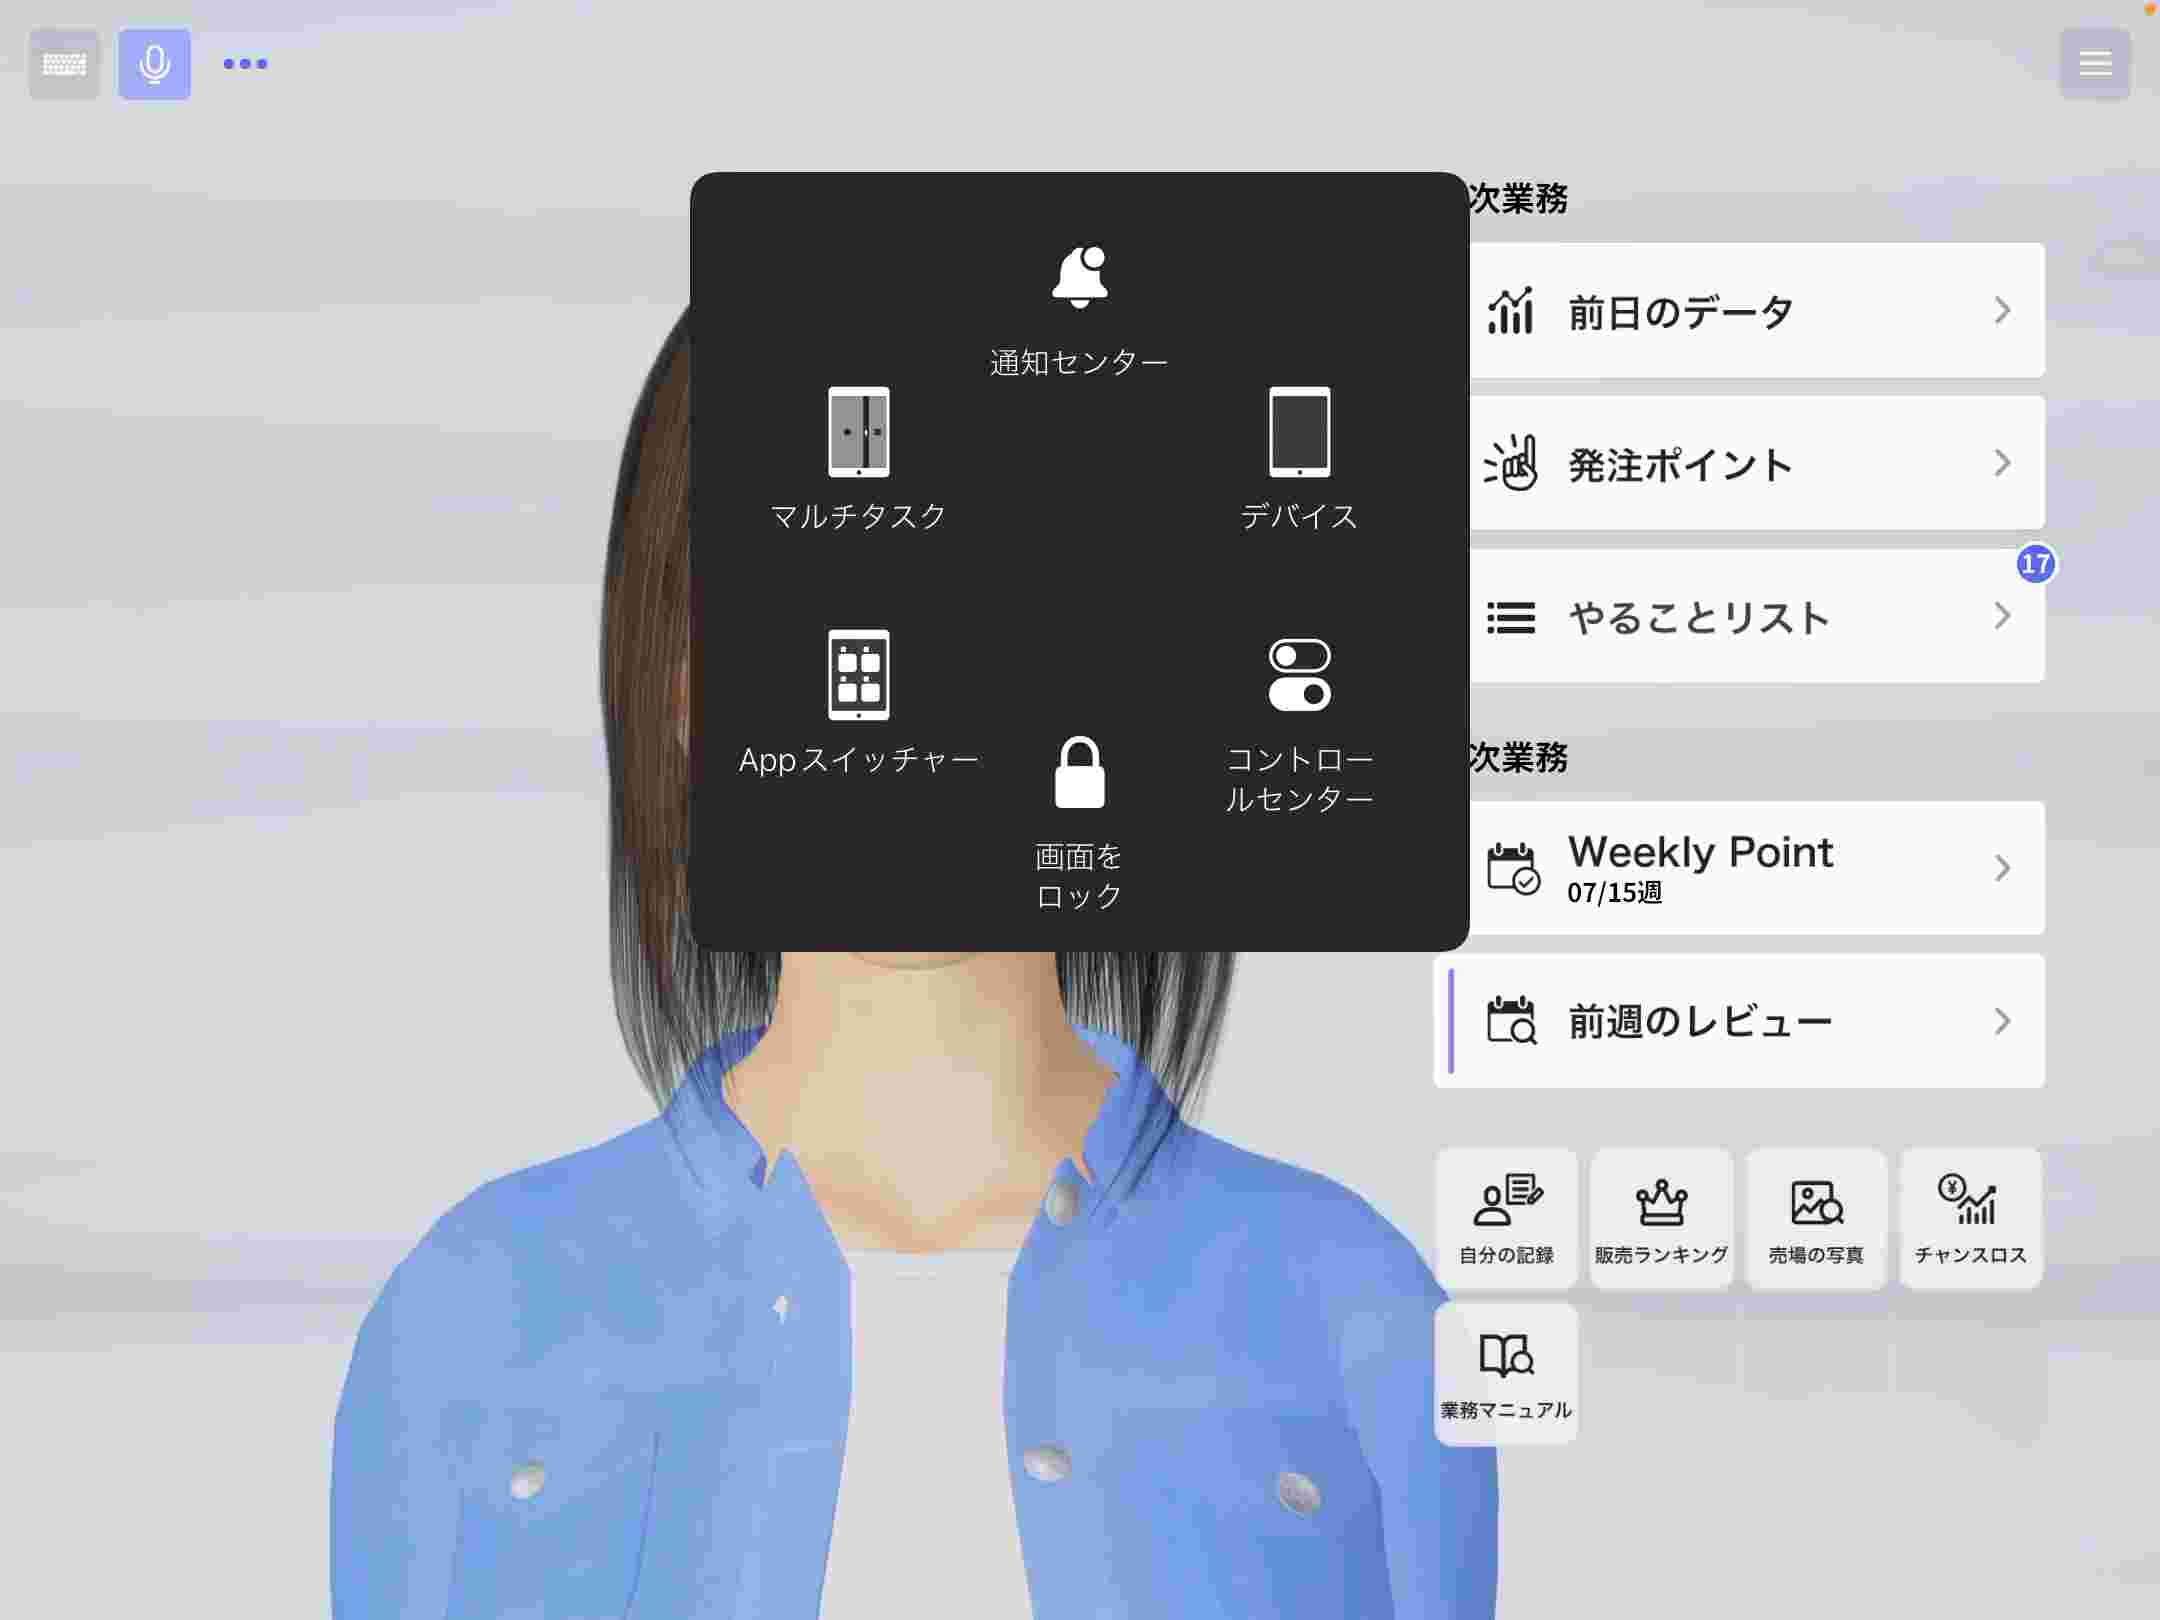 通知センター
マルチタスク
デバイス
Appスイッチャー
コントロー
ルセンター
画面を
ロック
次業務
前日のデータ
発注ポイント
17
やることリスト
次業務
Weekly Point
07/15週
前週のレビュー
自分の記録
販売ランキング
売場の写真
チャンスロス
業務マニュアル